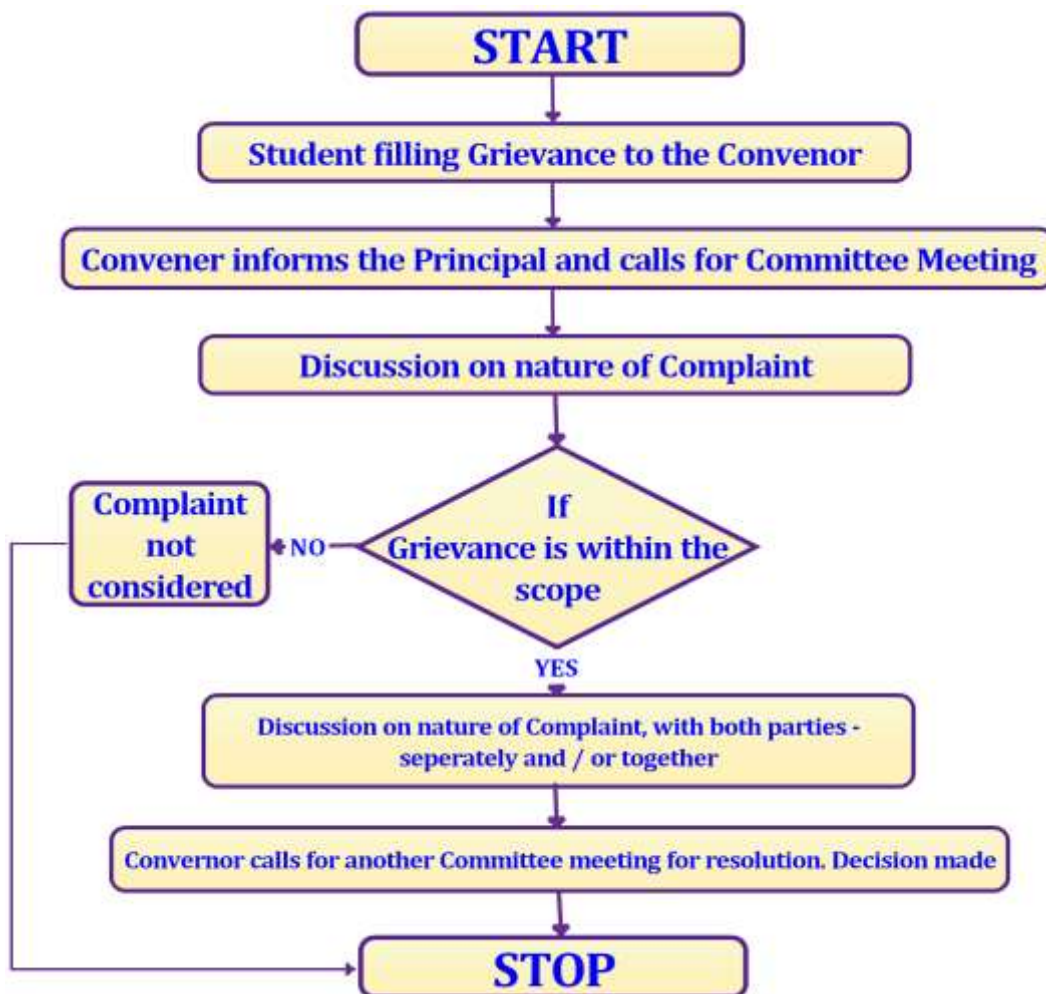 START
Student filling Grievance to the Convenor
Convener informs the Principal and calls for Committee Meeting
Discussion on nature of Complaint
If
Grievance is within the
scope
NO
Complaint
not
considered
YES
Discussion on nature of Complaint, with both parties -
seperately and / or together
Convernor calls for another Committee meeting for resolution. Decision made
STOP